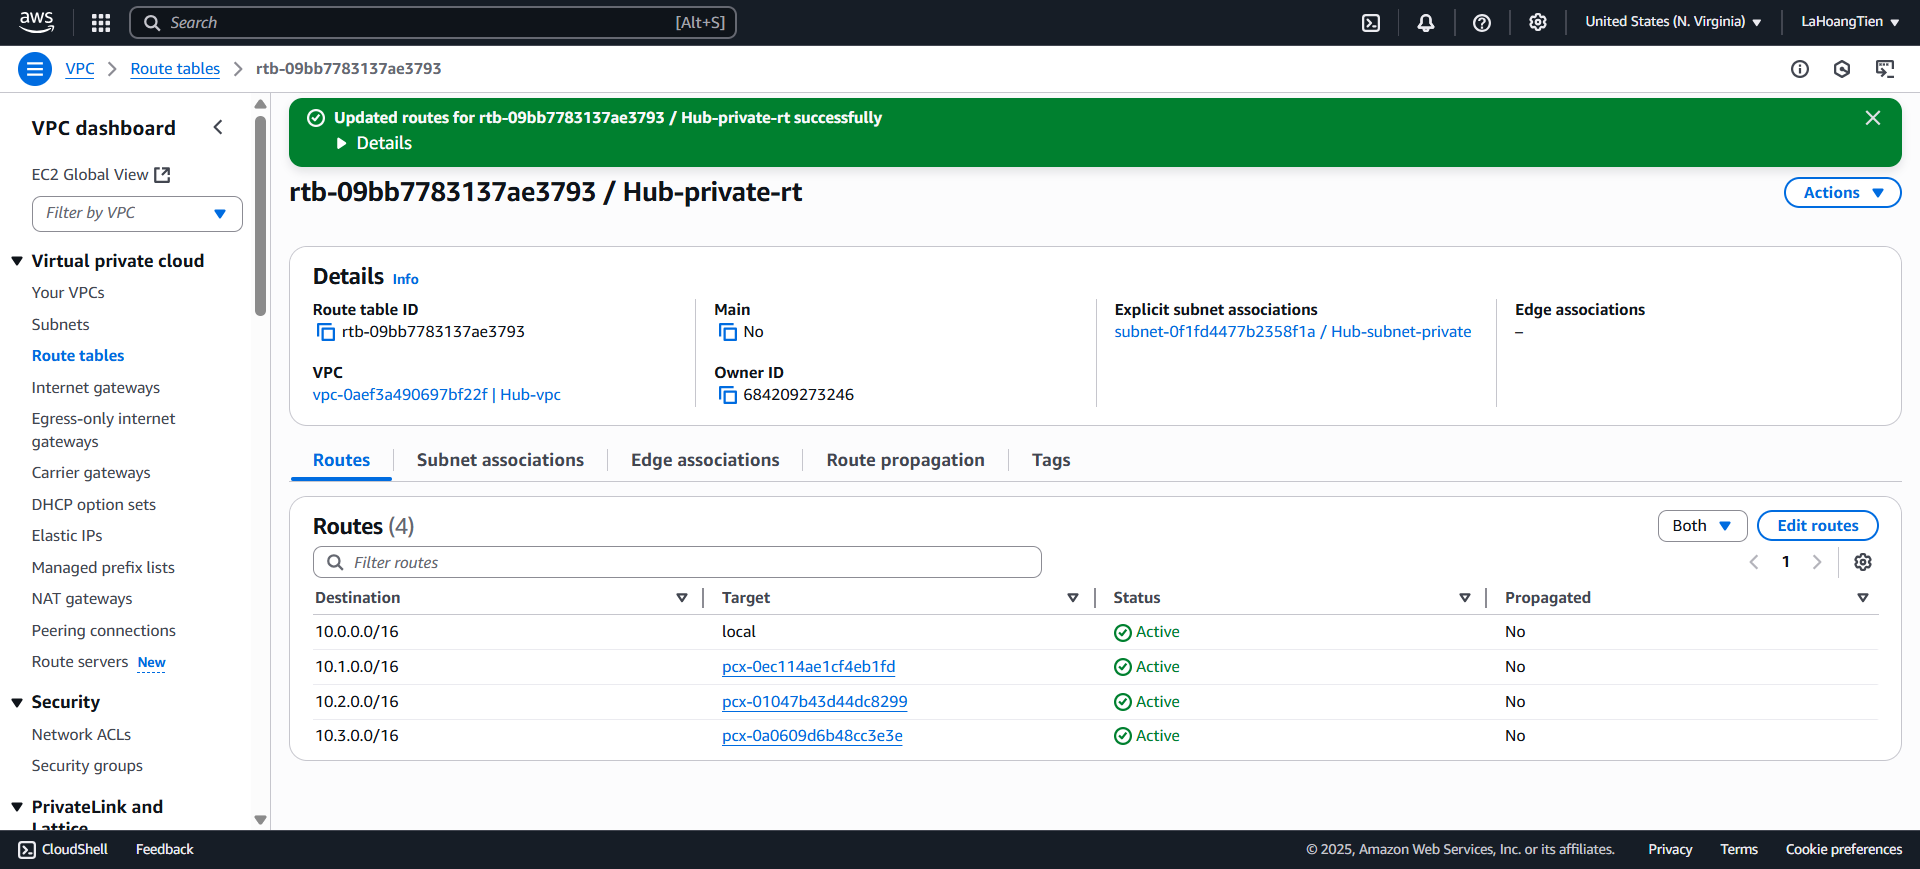 aws
Search [Alt+S]
United States (N. Virginia)
LaHoangTien
VPC
Route tables
rtb-09bb7783137ae3793
VPC dashboard
EC2 Global View
Filter by VPC
Virtual private cloud
Your VPCs
Subnets
Route tables
Internet gateways
Egress-only internet
gateways
Carrier gateways
DHCP option sets
Elastic IPs
Managed prefix lists
NAT gateways
Peering connections
Route servers New
Security
Network ACLs
Security groups
PrivateLink and
Lattice
Updated routes for rtb-09bb7783137ae3793 / Hub-private-rt successfully
Details
rtb-09bb7783137ae3793 / Hub-private-rt
Actions
Details Info
Route table ID
rtb-09bb7783137ae3793
VPC
vpc-0aef3a490697bf22f | Hub-vpc
Main
No
Owner ID
684209273246
Explicit subnet associations
subnet-0f1fd4477b2358f1a / Hub-subnet-private
Edge associations
–
Routes
Subnet associations
Edge associations
Route propagation
Tags
Routes (4)
Both
Edit routes
Filter routes
1
Destination Target Status Propagated
10.0.0.0/16 local Active No
10.1.0.0/16 pcx-0ec114ae1cf4eb1fd Active No
10.2.0.0/16 pcx-01047b43d44dc8299 Active No
10.3.0.0/16 pcx-0a0609d6b48cc3e3e Active No
CloudShell
Feedback
© 2025, Amazon Web Services, Inc. or its affiliates.
Privacy
Terms
Cookie preferences